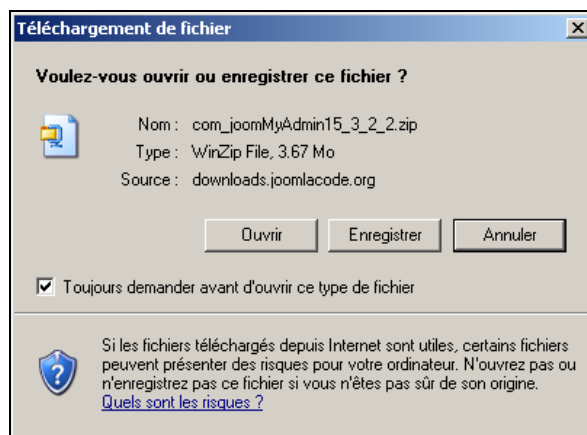 Téléchargement de fichier
Voulez-vous ouvrir ou enregistrer ce fichier ?
Nom : com_joomMyAdmin15_3_2_2.zip
Type : WinZip File, 3.67 Mo
Source : downloads.joomlacode.org
Ouvrir Enregistrer Annuler
Toujours demander avant d'ouvrir ce type de fichier
Si les fichiers téléchargés depuis Internet sont utiles, certains fichiers
peuvent présenter des risques pour votre ordinateur. N'ouvrez pas ou
n'enregistrez pas ce fichier si vous n'êtes pas sûr de son origine.
Quels sont les risques ?